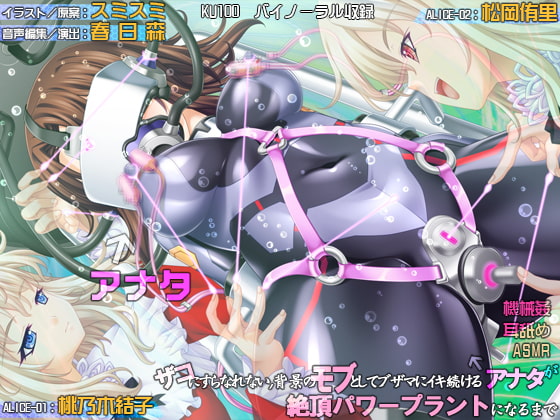 イラスト／原案：スミスミ
音声編集／演出：春日森
KU100 バイノーラル収録
ALICE-02：松岡侑里
アナタ
機械姦
耳舐め
ASMR
ザコにすらなれない背景のモブとしてブザマにイキ続けるアナタが
絶頂パワープラントになるまで
ALICE-01：桃乃木結子